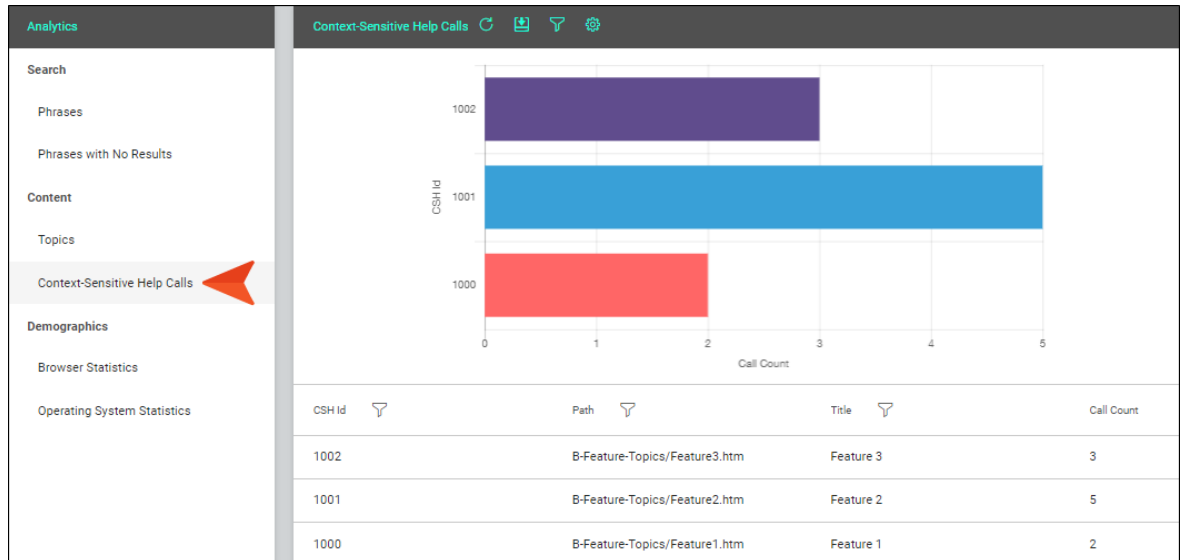 Analytics
Search
Phrases
Phrases with No Results
Content
Topics
Context-Sensitive Help Calls
Demographics
Browser Statistics
Operating System Statistics
Context-Sensitive Help Calls
CSH Id
1002
1001
1000
0 1 2 3 4 5
Call Count
CSH Id Path Title Call Count
1002 B-Feature-Topics/Feature3.htm Feature 3 3
1001 B-Feature-Topics/Feature2.htm Feature 2 5
1000 B-Feature-Topics/Feature1.htm Feature 1 2